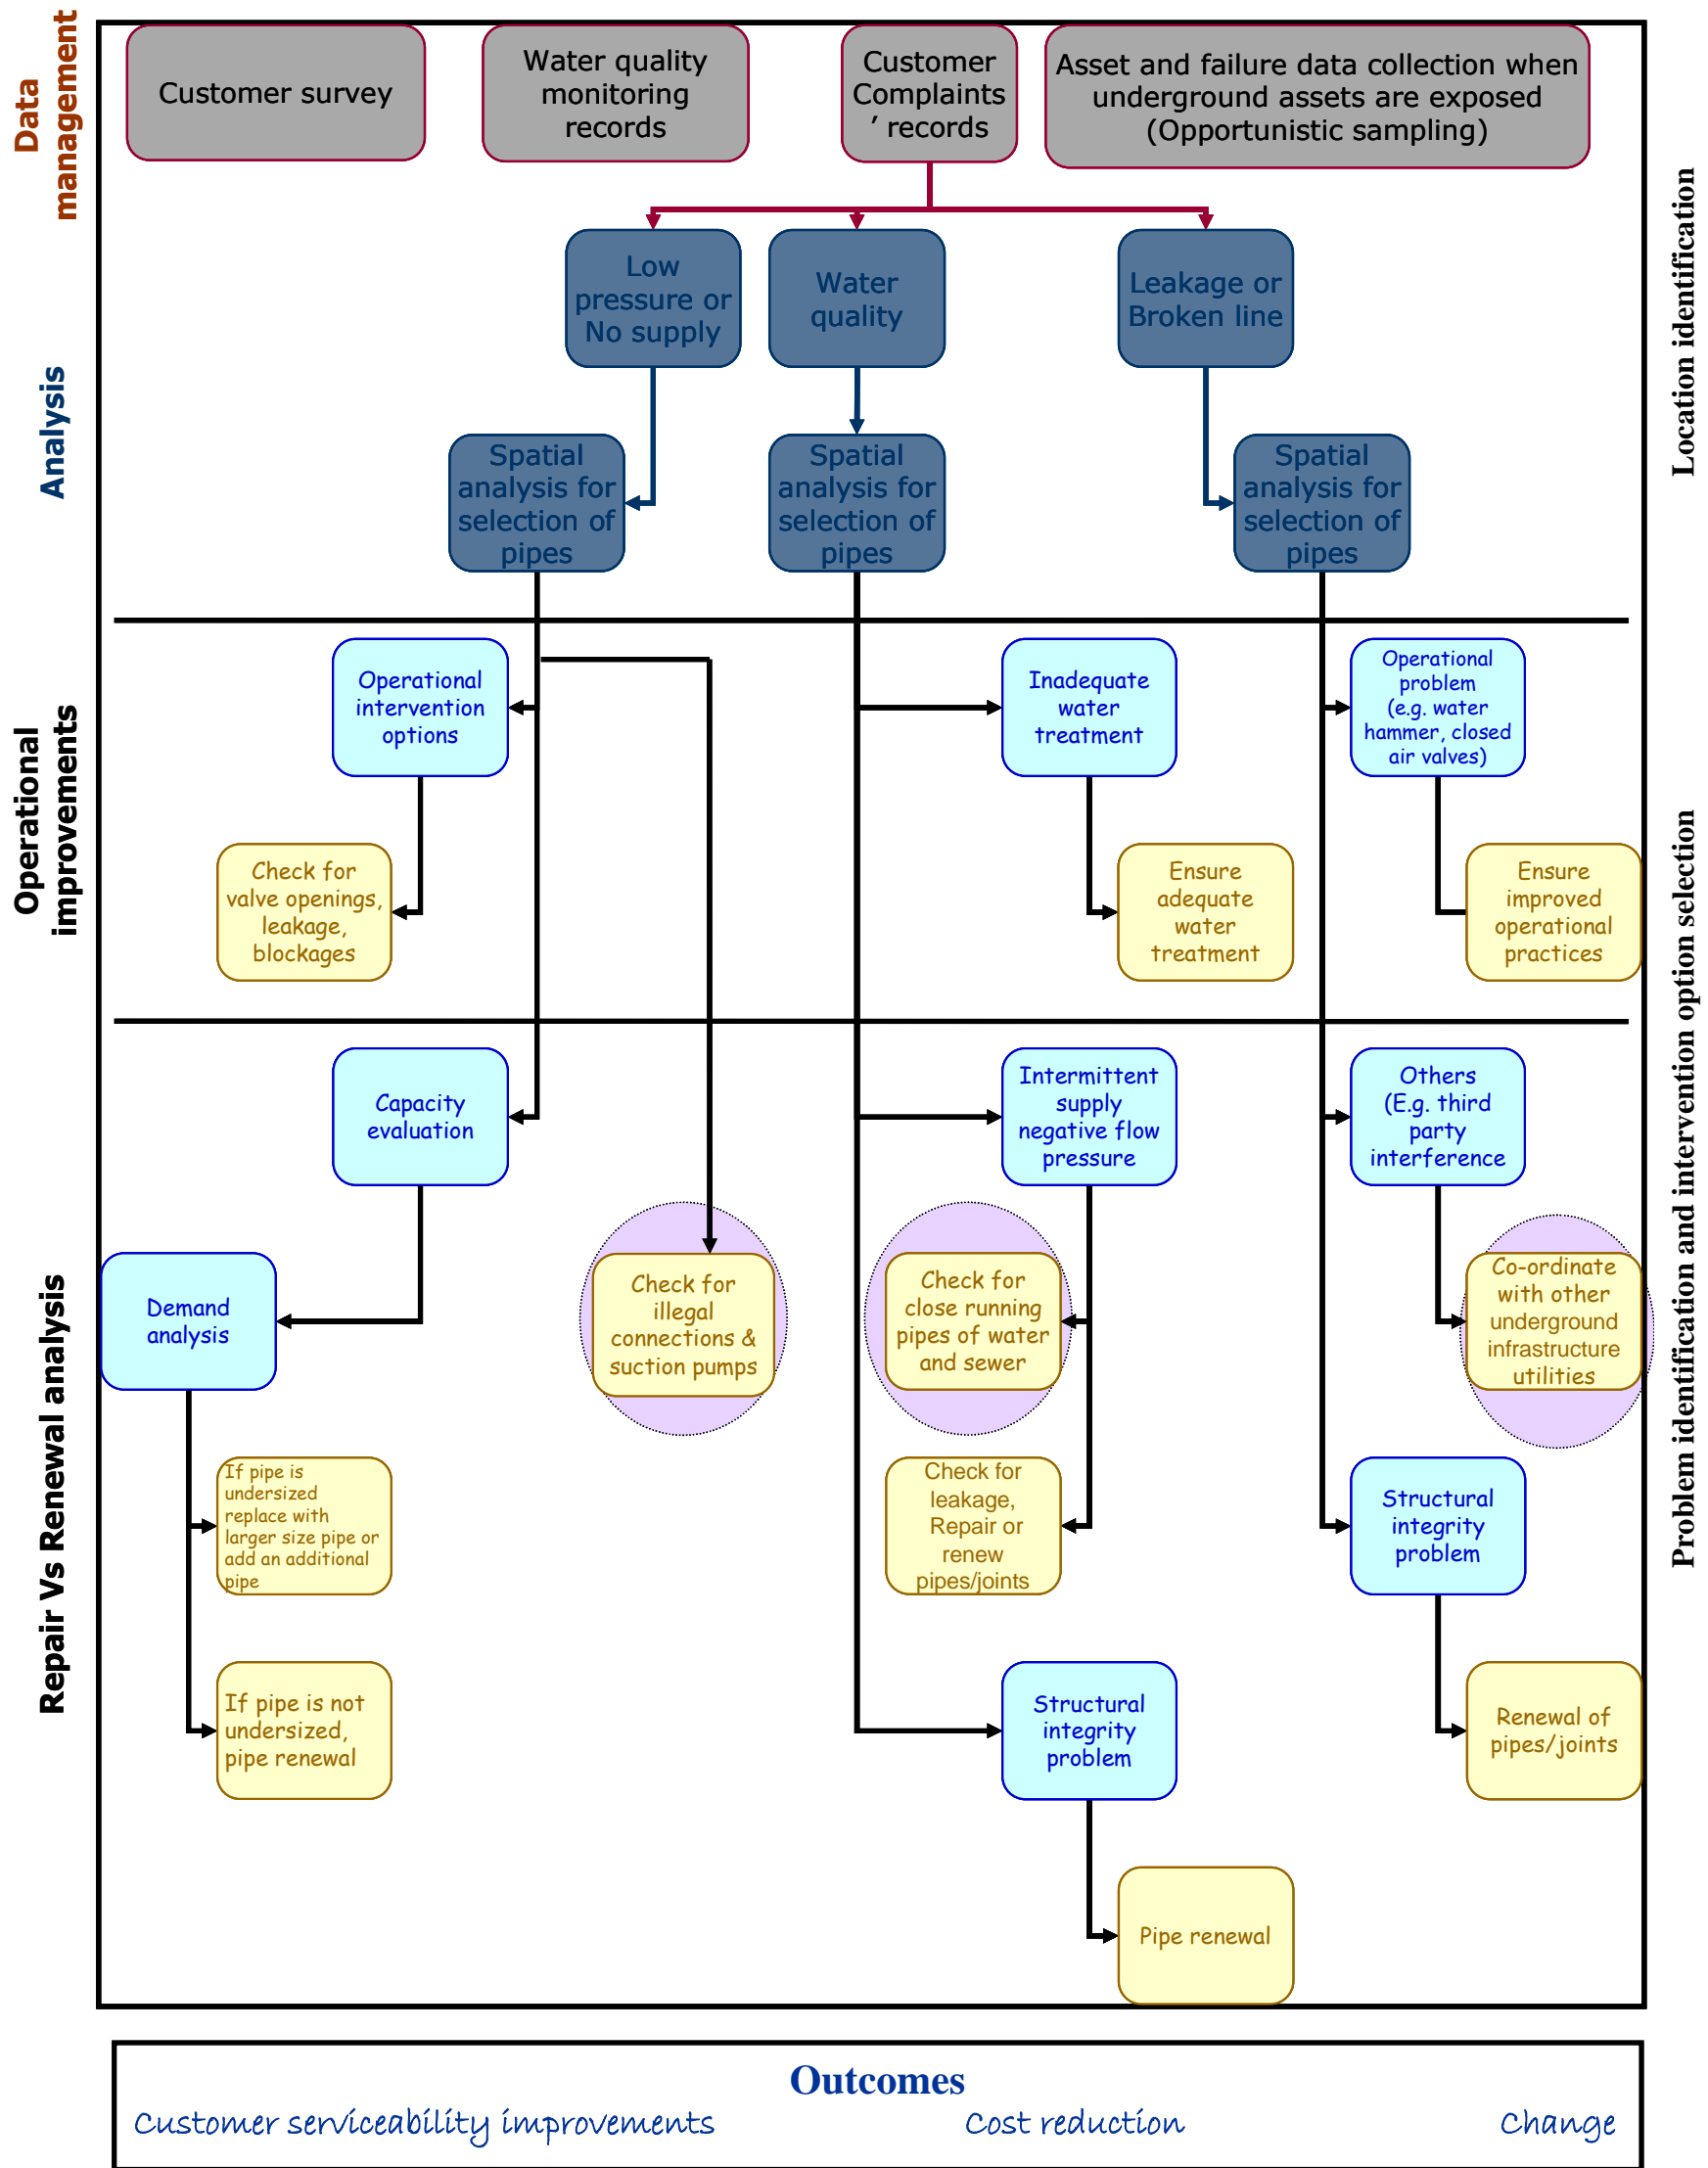 Data
management
Customer survey
Water quality
monitoring
records
Customer
Complaints
’ records
Asset and failure data collection when
underground assets are exposed
(Opportunistic sampling)
Location identification
Analysis
Low
pressure or
No supply
Water
quality
Leakage or
Broken line
Spatial
analysis for
selection of
pipes
Spatial
analysis for
selection of
pipes
Spatial
analysis for
selection of
pipes
Operational
improvements
Operational
intervention
options
Inadequate
water
treatment
Operational
problem
(e.g. water
hammer, closed
air valves)
Check for
valve openings,
leakage,
blockages
Ensure
adequate
water
treatment
Ensure
improved
operational
practices
Problem identification and intervention option selection
Repair Vs Renewal analysis
Capacity
evaluation
Intermittent
supply
negative flow
pressure
Others
(E.g. third
party
interference
Demand
analysis
Check for
illegal
connections &
suction pumps
Check for
close running
pipes of water
and sewer
Co-ordinate
with other
underground
infrastructure
utilities
If pipe is
undersized
replace with
larger size pipe or
add an additional
pipe
Check for
leakage,
Repair or
renew
pipes/joints
Structural
integrity
problem
If pipe is not
undersized,
pipe renewal
Structural
integrity
problem
Renewal of
pipes/joints
Pipe renewal
Outcomes
Customer serviceability improvements
Cost reduction
Change